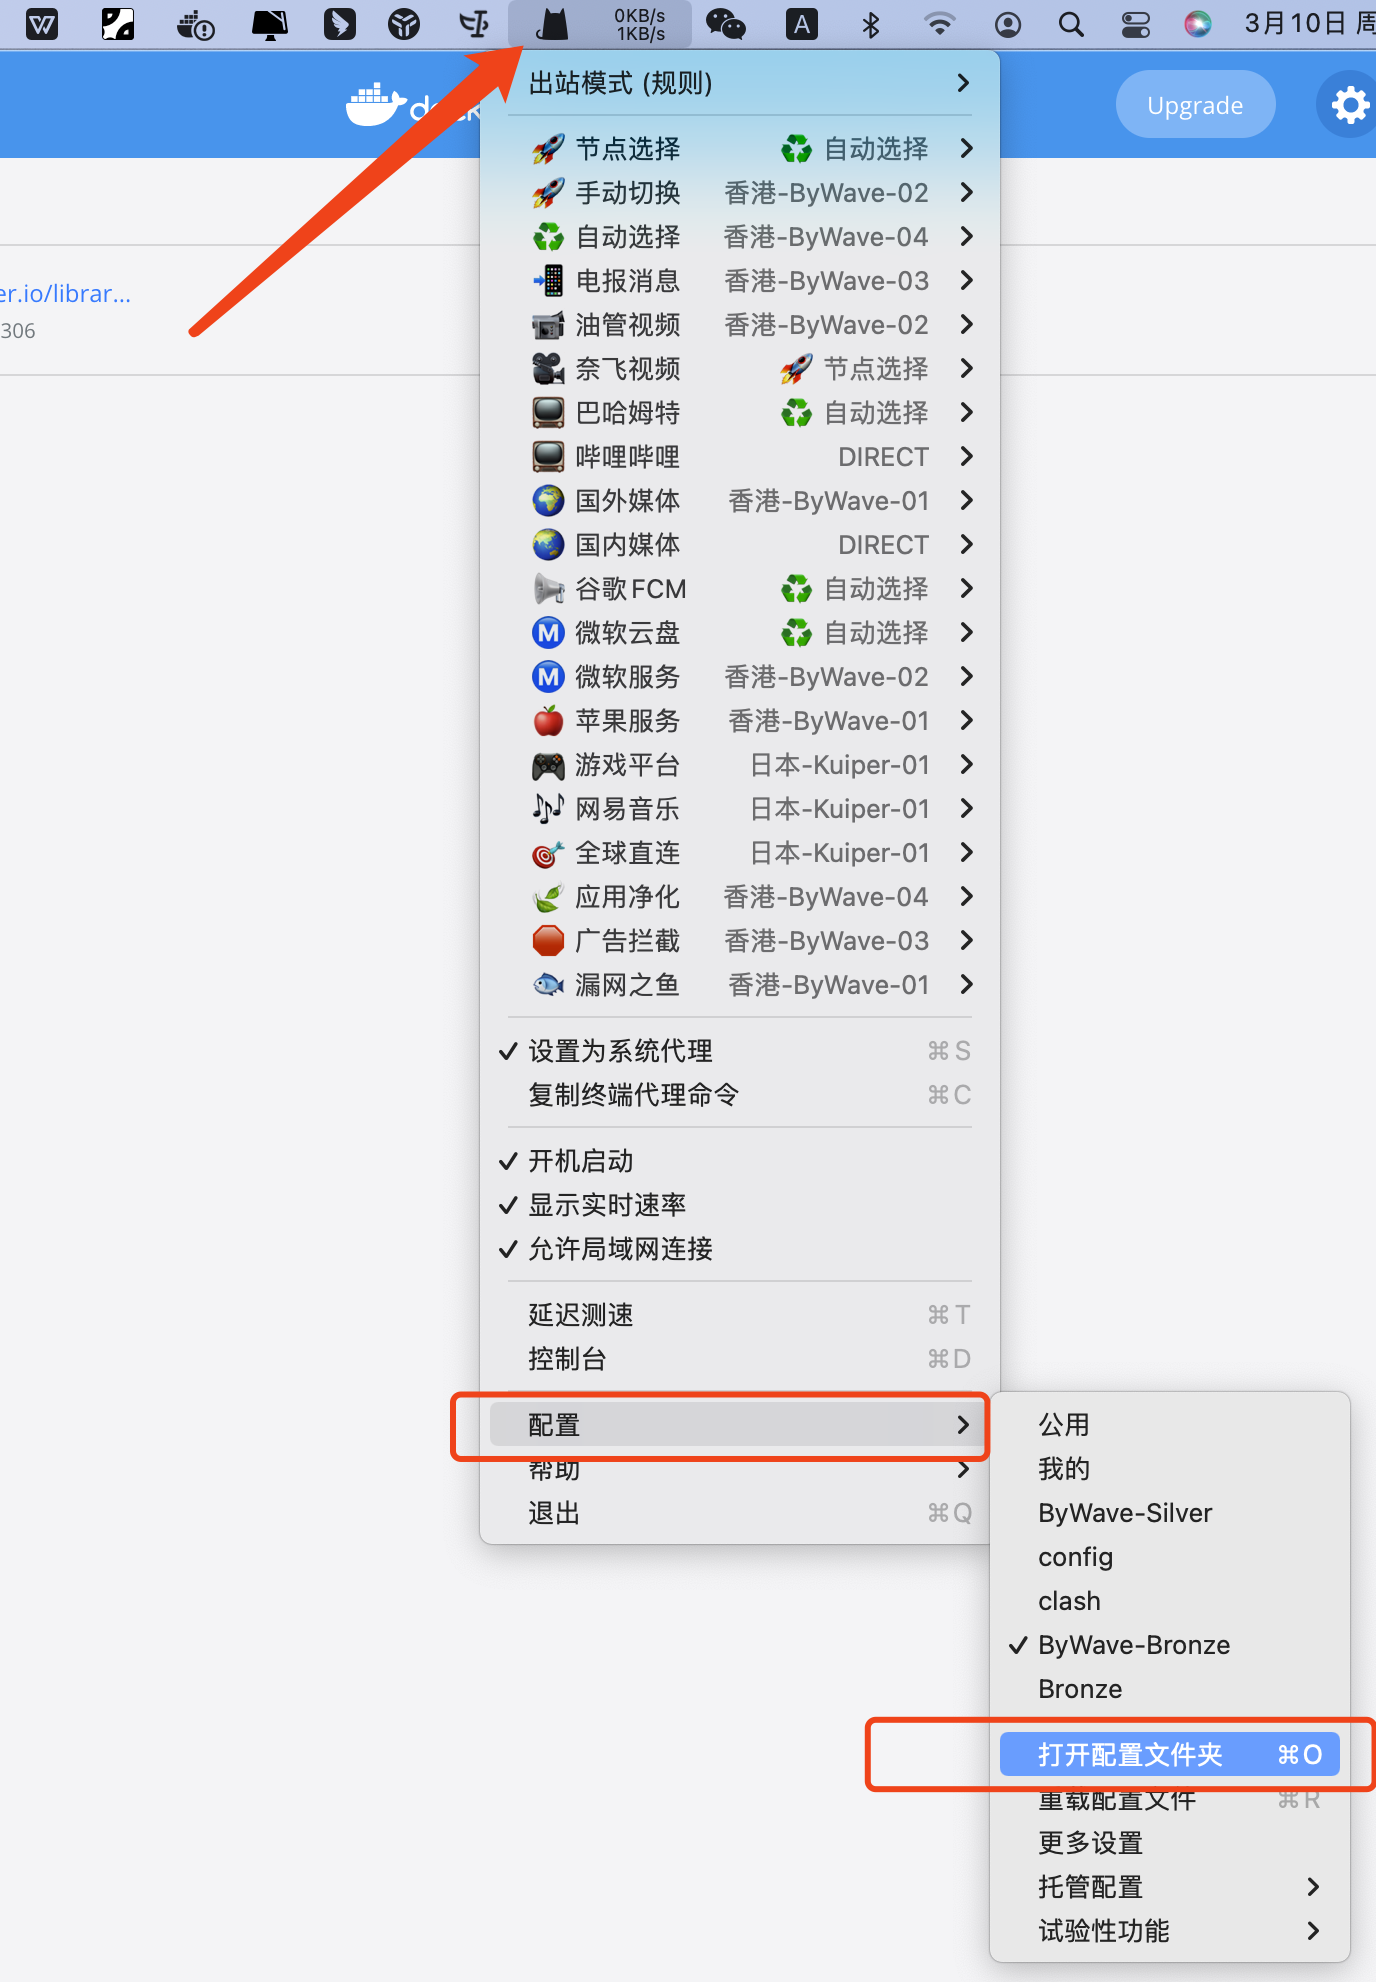 0KB/s
1KB/s
A
3月10日 周
docker
Upgrade
er.io/librar...
306
出站模式 (规则)
节点选择 自动选择
手动切换 香港-ByWave-02
自动选择 香港-ByWave-04
电报消息 香港-ByWave-03
油管视频 香港-ByWave-02
奈飞视频 节点选择
巴哈姆特 自动选择
哔哩哔哩 DIRECT
国外媒体 香港-ByWave-01
国内媒体 DIRECT
谷歌FCM 自动选择
微软云盘 自动选择
微软服务 香港-ByWave-02
苹果服务 香港-ByWave-01
游戏平台 日本-Kuiper-01
网易音乐 日本-Kuiper-01
全球直连 日本-Kuiper-01
应用净化 香港-ByWave-04
广告拦截 香港-ByWave-03
漏网之鱼 香港-ByWave-01
设置为系统代理 ⌘S
复制终端代理命令 ⌘C
开机启动
显示实时速率
允许局域网连接
延迟测速 ⌘T
控制台 ⌘D
配置
帮助
退出 ⌘Q
公用
我的
ByWave-Silver
config
clash
ByWave-Bronze
Bronze
打开配置文件夹 ⌘O
重载配置文件 ⌘R
更多设置
托管配置
试验性功能